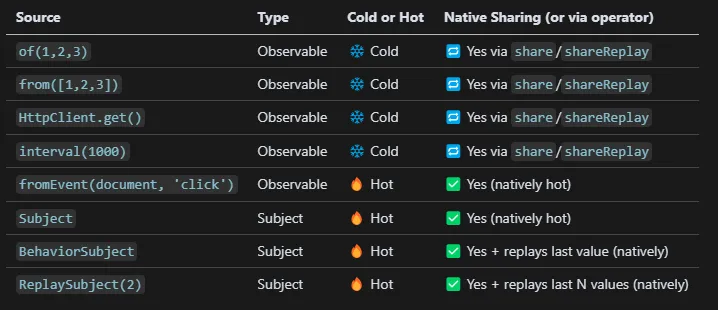 Source Type Cold or Hot Native Sharing (or via operator)
of(1,2,3) Observable ❄️ Cold 🔁 Yes via share/shareReplay
from([1,2,3]) Observable ❄️ Cold 🔁 Yes via share/shareReplay
HttpClient.get() Observable ❄️ Cold 🔁 Yes via share/shareReplay
interval(1000) Observable ❄️ Cold 🔁 Yes via share/shareReplay
fromEvent(document, 'click') Observable 🔥 Hot ✅ Yes (natively hot)
Subject Subject 🔥 Hot ✅ Yes (natively hot)
BehaviorSubject Subject 🔥 Hot ✅ Yes + replays last value (natively)
ReplaySubject(2) Subject 🔥 Hot ✅ Yes + replays last N values (natively)